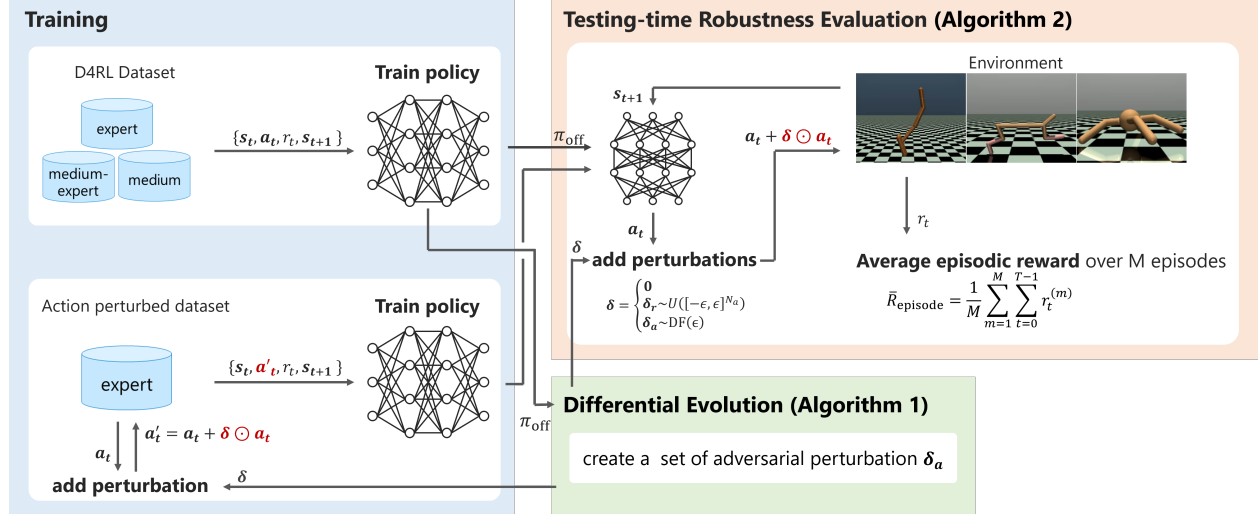 Training
D4RL Dataset
Train policy
expert
medium-
expert
medium
{s_t, a_t, r_t, s_{t+1} }
π_off
Action perturbed dataset
Train policy
expert
{s_t, a'_t, r_t, s_{t+1} }
a'_t = a_t + δ ⊙ a_t
a_t
add perturbation
δ
Testing-time Robustness Evaluation (Algorithm 2)
Environment
s_{t+1}
a_t + δ ⊙ a_t
a_t
r_t
δ
add perturbations
δ = { 0
δ_r~U([−ϵ, ϵ]^{N_a})
δ_a~DF(ϵ)
Average episodic reward over M episodes
R̄_episode = 1/M ∑_{m=1}^{M} ∑_{t=0}^{T−1} r_t^{(m)}
π_off
Differential Evolution (Algorithm 1)
create a set of adversarial perturbation δ_a